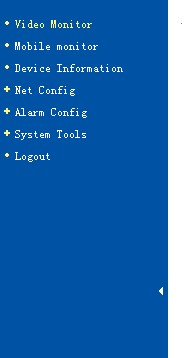 Video Monitor
Mobile monitor
Device Information
Net Config
Alarm Config
System Tools
Logout